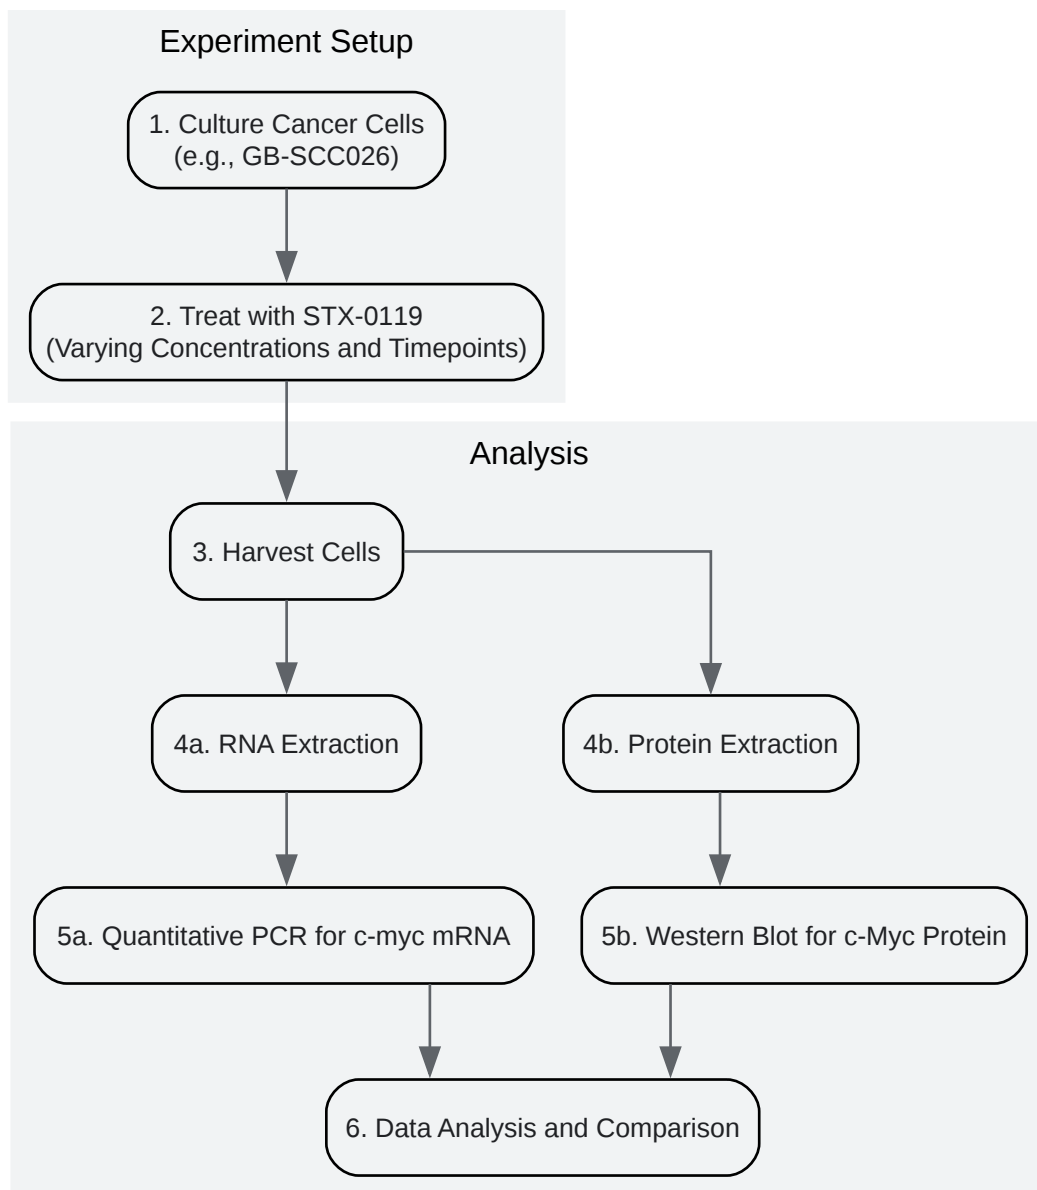 Experiment Setup
1. Culture Cancer Cells
(e.g., GB-SCC026)
2. Treat with STX-0119
(Varying Concentrations and Timepoints)
Analysis
3. Harvest Cells
4a. RNA Extraction
4b. Protein Extraction
5a. Quantitative PCR for c-myc mRNA
5b. Western Blot for c-Myc Protein
6. Data Analysis and Comparison